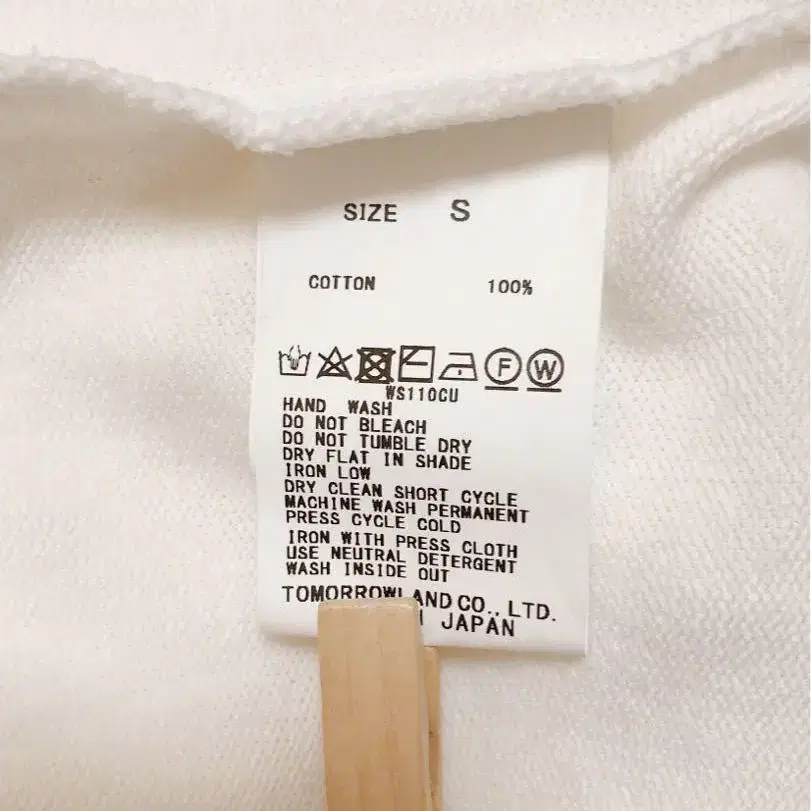 SIZE S
COTTON 100%
F W
WS110CU
HAND WASH
DO NOT BLEACH
DO NOT TUMBLE DRY
DRY FLAT IN SHADE
IRON LOW
DRY CLEAN SHORT CYCLE
MACHINE WASH PERMANENT
PRESS CYCLE COLD
IRON WITH PRESS CLOTH
USE NEUTRAL DETERGENT
WASH INSIDE OUT
TOMORROWLAND CO., LTD.
JAPAN